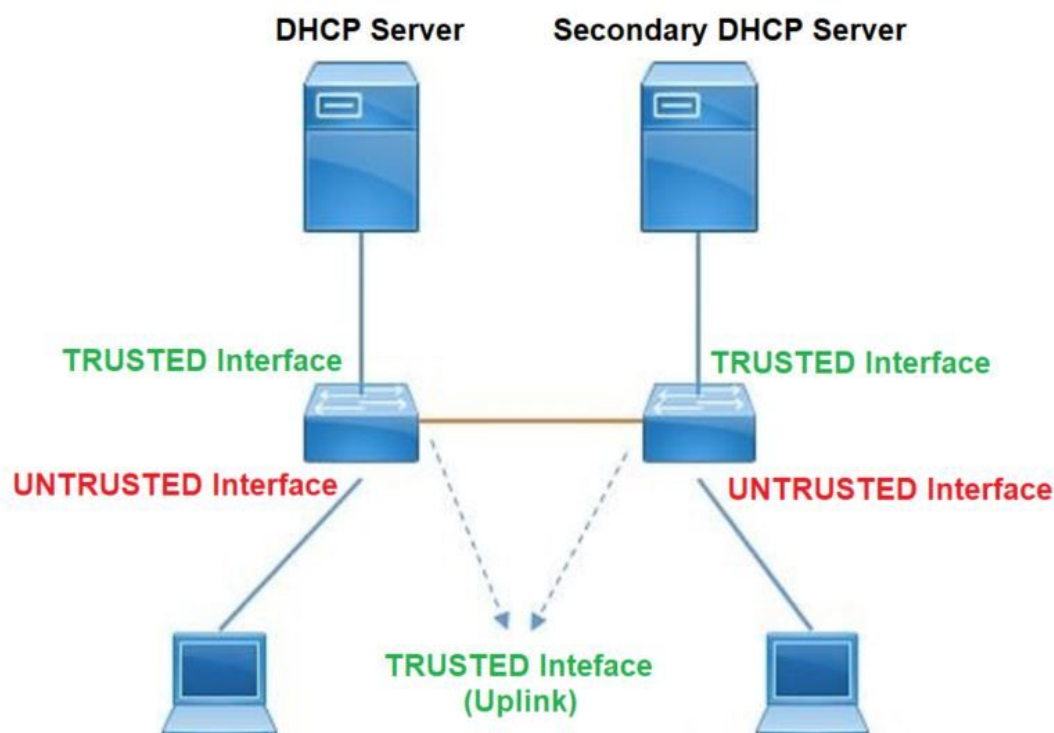 DHCP Server
Secondary DHCP Server
TRUSTED Interface
TRUSTED Interface
UNTRUSTED Interface
UNTRUSTED Interface
TRUSTED Inteface
(Uplink)